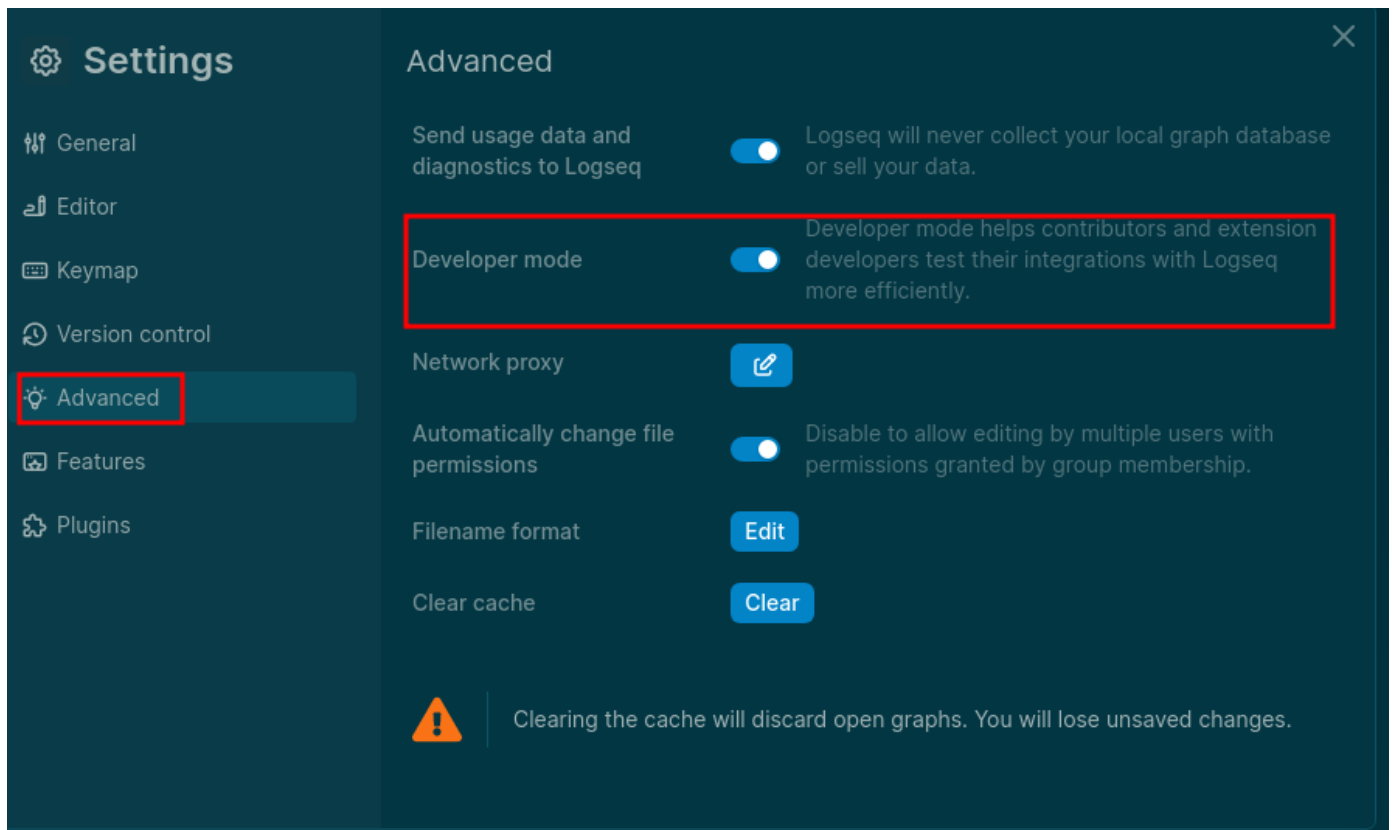 Settings
General
Editor
Keymap
Version control
Advanced
Features
Plugins
Advanced
Send usage data and
diagnostics to Logseq
Logseq will never collect your local graph database
or sell your data.
Developer mode
Developer mode helps contributors and extension
developers test their integrations with Logseq
more efficiently.
Network proxy
Automatically change file
permissions
Disable to allow editing by multiple users with
permissions granted by group membership.
Filename format
Edit
Clear cache
Clear
Clearing the cache will discard open graphs. You will lose unsaved changes.